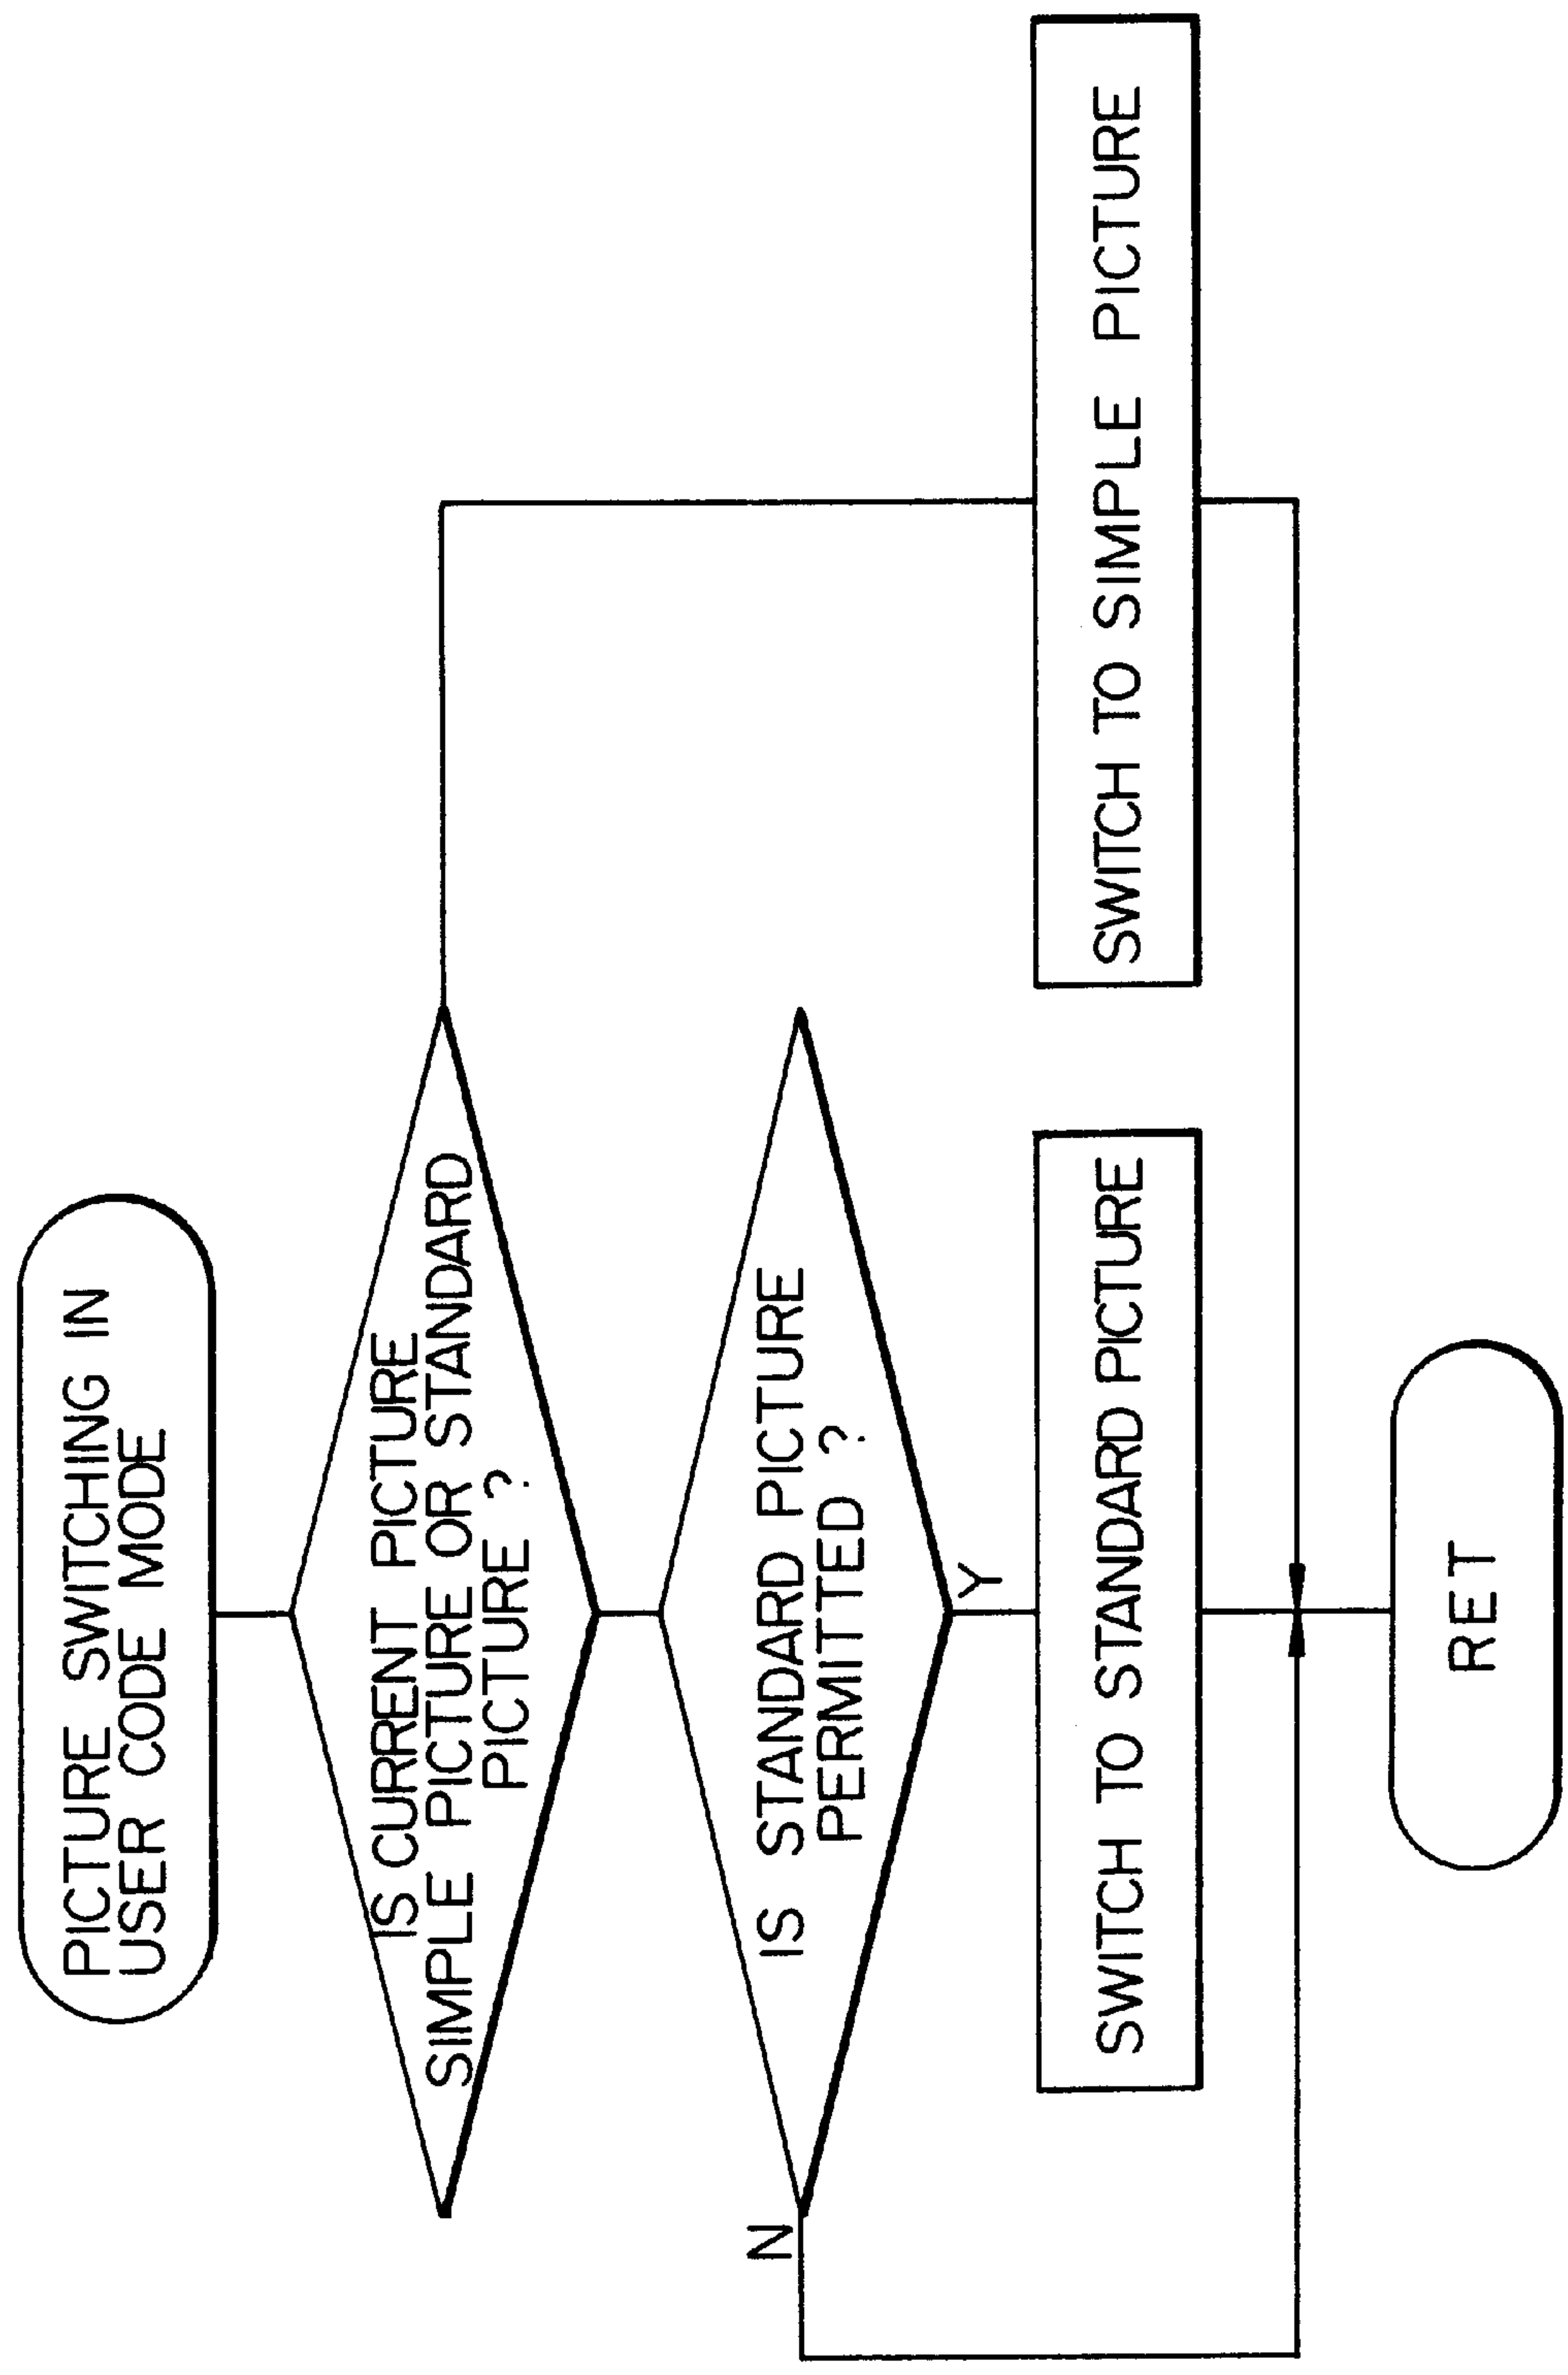 PICTURE SWITCHING IN
USER CODE MODE
IS CURRENT PICTURE
SIMPLE PICTURE OR STANDARD
PICTURE ?
IS STANDARD PICTURE
PERMITTED ?
N
Y
SWITCH TO STANDARD PICTURE
SWITCH TO SIMPLE PICTURE
RET